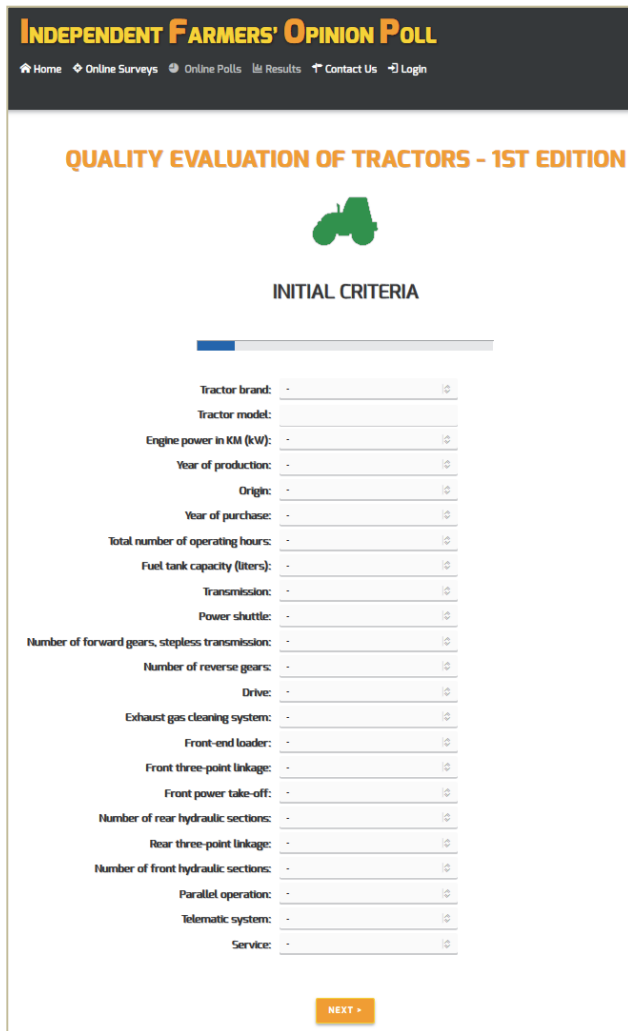 INDEPENDENT FARMERS' OPINION POLL
Home Online Surveys Online Polls Results Contact Us Login
QUALITY EVALUATION OF TRACTORS - 1ST EDITION
INITIAL CRITERIA
Tractor brand: -
Tractor model:
Engine power in KM (kW): -
Year of production: -
Origin: -
Year of purchase: -
Total number of operating hours: -
Fuel tank capacity (liters): -
Transmission: -
Power shuttle: -
Number of forward gears, stepless transmission: -
Number of reverse gears: -
Drive: -
Exhaust gas cleaning system: -
Front-end loader: -
Front three-point linkage: -
Front power take-off: -
Number of rear hydraulic sections: -
Rear three-point linkage: -
Number of front hydraulic sections: -
Parallel operation: -
Telematic system: -
Service: -
NEXT >